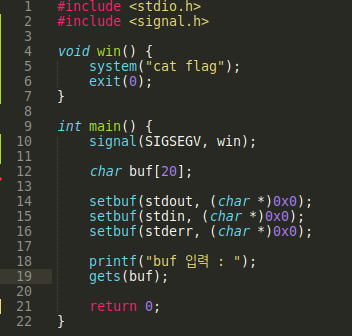 1 #include <stdio.h>
2 #include <signal.h>
3
4 void win() {
5     system("cat flag");
6     exit(0);
7 }
8
9 int main() {
10     signal(SIGSEGV, win);
11
12     char buf[20];
13
14     setbuf(stdout, (char *)0x0);
15     setbuf(stdin, (char *)0x0);
16     setbuf(stderr, (char *)0x0);
17
18     printf("buf 입력 : ");
19     gets(buf);
20
21     return 0;
22 }